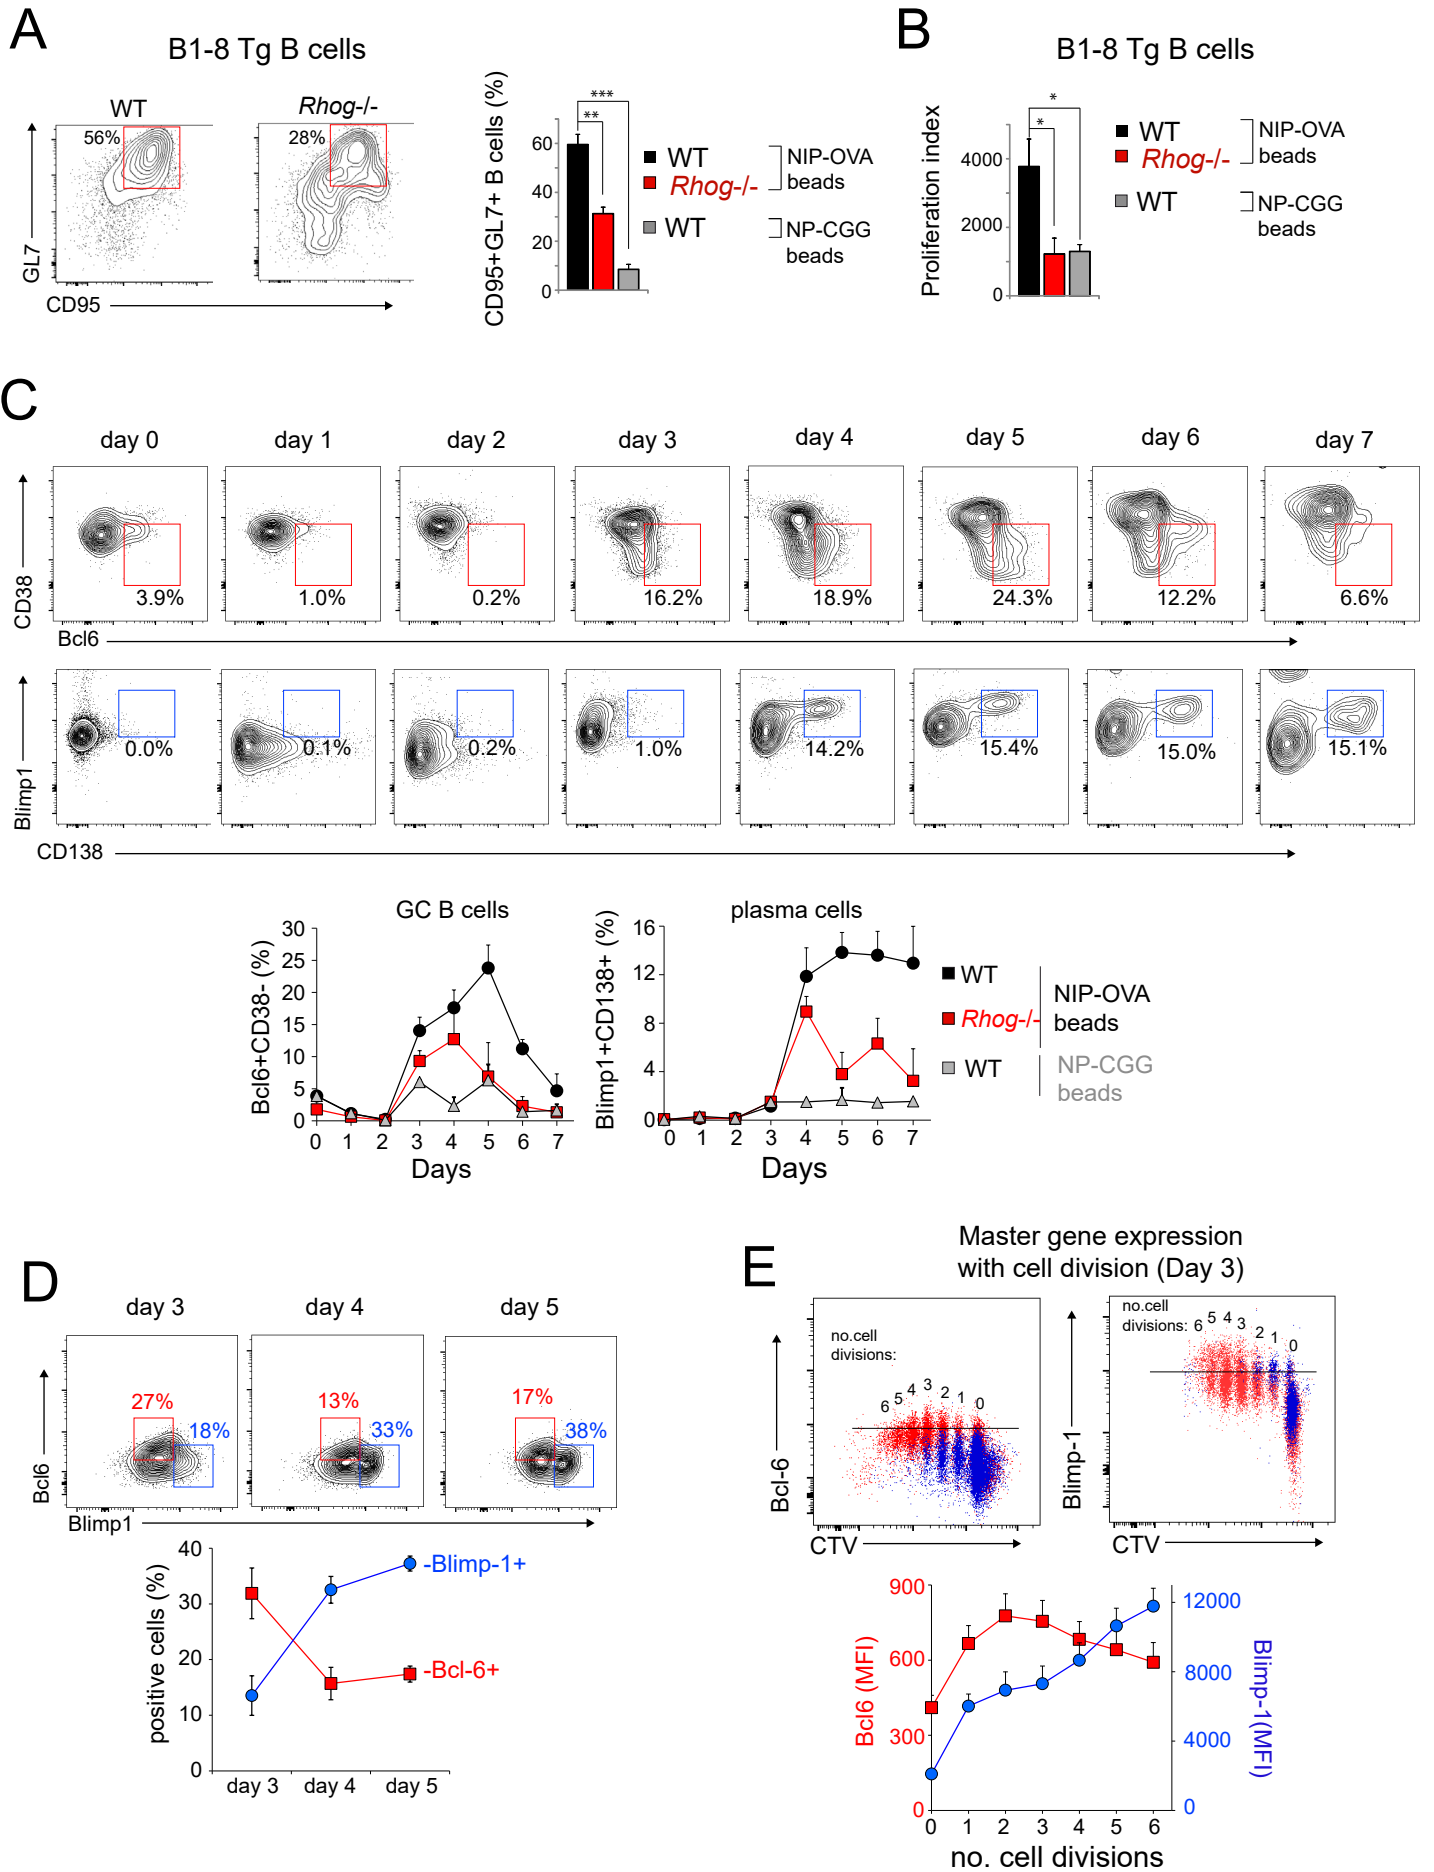 A
B1-8 Tg B cells
WT
Rhog-/-
56%
28%
GL7
CD95
CD95+GL7+ B cells (%)
60
40
20
0
***
**
WT
Rhog-/-
NIP-OVA
beads
WT
NP-CGG
beads
B
B1-8 Tg B cells
Proliferation index
4000
2000
0
*
*
WT
Rhog-/-
NIP-OVA
beads
WT
NP-CGG
beads
C
day 0
day 1
day 2
day 3
day 4
day 5
day 6
day 7
3.9%
1.0%
0.2%
16.2%
18.9%
24.3%
12.2%
6.6%
CD38
Bcl6
0.0%
0.1%
0.2%
1.0%
14.2%
15.4%
15.0%
15.1%
Blimp1
CD138
GC B cells
Bcl6+CD38- (%)
30
25
20
15
10
5
0
0 1 2 3 4 5 6 7
Days
plasma cells
Blimp1+CD138+ (%)
16
12
8
4
0
0 1 2 3 4 5 6 7
Days
WT
Rhog-/-
NIP-OVA
beads
WT
NP-CGG
beads
D
day 3
day 4
day 5
27%
18%
13%
33%
17%
38%
Bcl6
Blimp1
positive cells (%)
40
30
20
10
0
-Blimp-1+
-Bcl-6+
day 3
day 4
day 5
E
Master gene expression
with cell division (Day 3)
no.cell
divisions:
6 5 4 3 2 1 0
Bcl-6
CTV
no.cell
divisions: 6 5 4 3 2 1 0
Blimp-1
CTV
Bcl6 (MFI)
900
600
300
0
Blimp-1(MFI)
12000
8000
4000
0
0 1 2 3 4 5 6
no. cell divisions